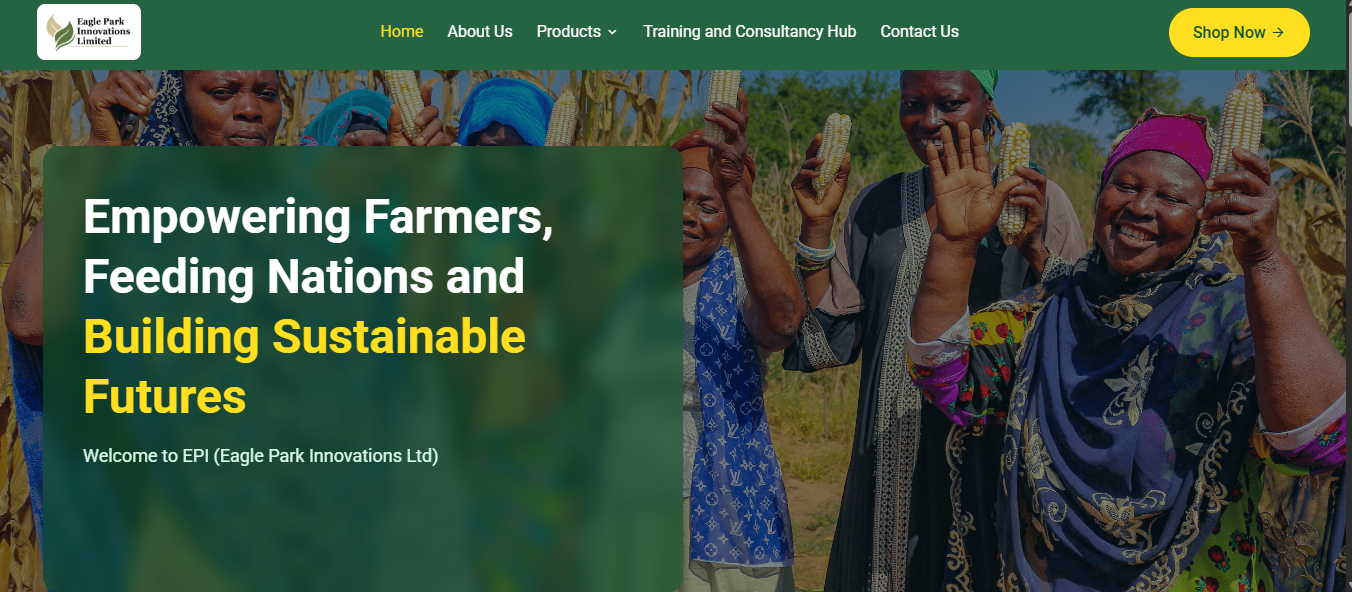 Eagle Park
Innovations
Limited
Home
About Us
Products
Training and Consultancy Hub
Contact Us
Shop Now →
Empowering Farmers,
Feeding Nations and
Building Sustainable
Futures
Welcome to EPI (Eagle Park Innovations Ltd)